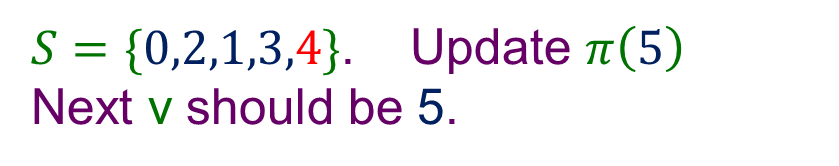 S = {0,2,1,3,4}. Update π(5)
Next v should be 5.